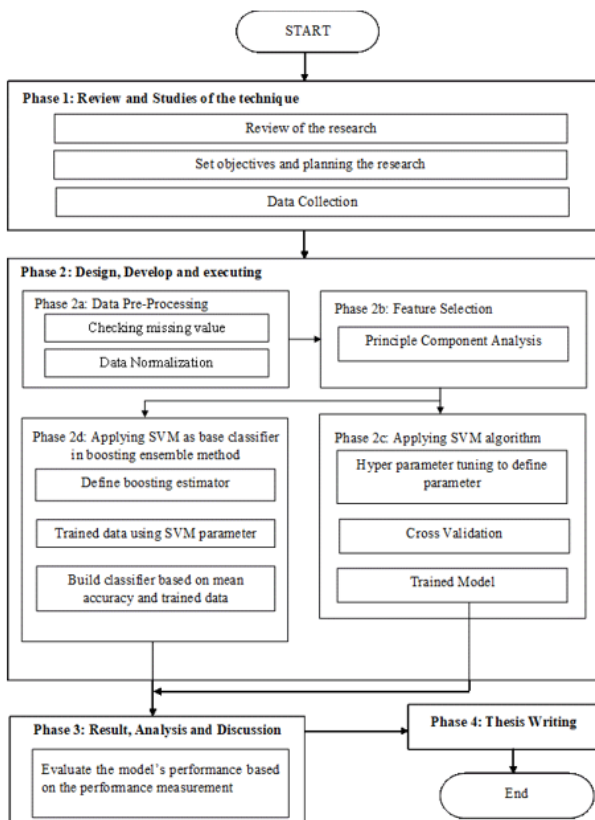 START
Phase 1: Review and Studies of the technique
Review of the research
Set objectives and planning the research
Data Collection
Phase 2: Design, Develop and executing
Phase 2a: Data Pre-Processing
Checking missing value
Data Normalization
Phase 2b: Feature Selection
Principle Component Analysis
Phase 2d: Applying SVM as base classifier
in boosting ensemble method
Define boosting estimator
Trained data using SVM parameter
Build classifier based on mean
accuracy and trained data
Phase 2c: Applying SVM algorithm
Hyper parameter tuning to define
parameter
Cross Validation
Trained Model
Phase 3: Result, Analysis and Discussion
Evaluate the model's performance based
on the performance measurement
Phase 4: Thesis Writing
End